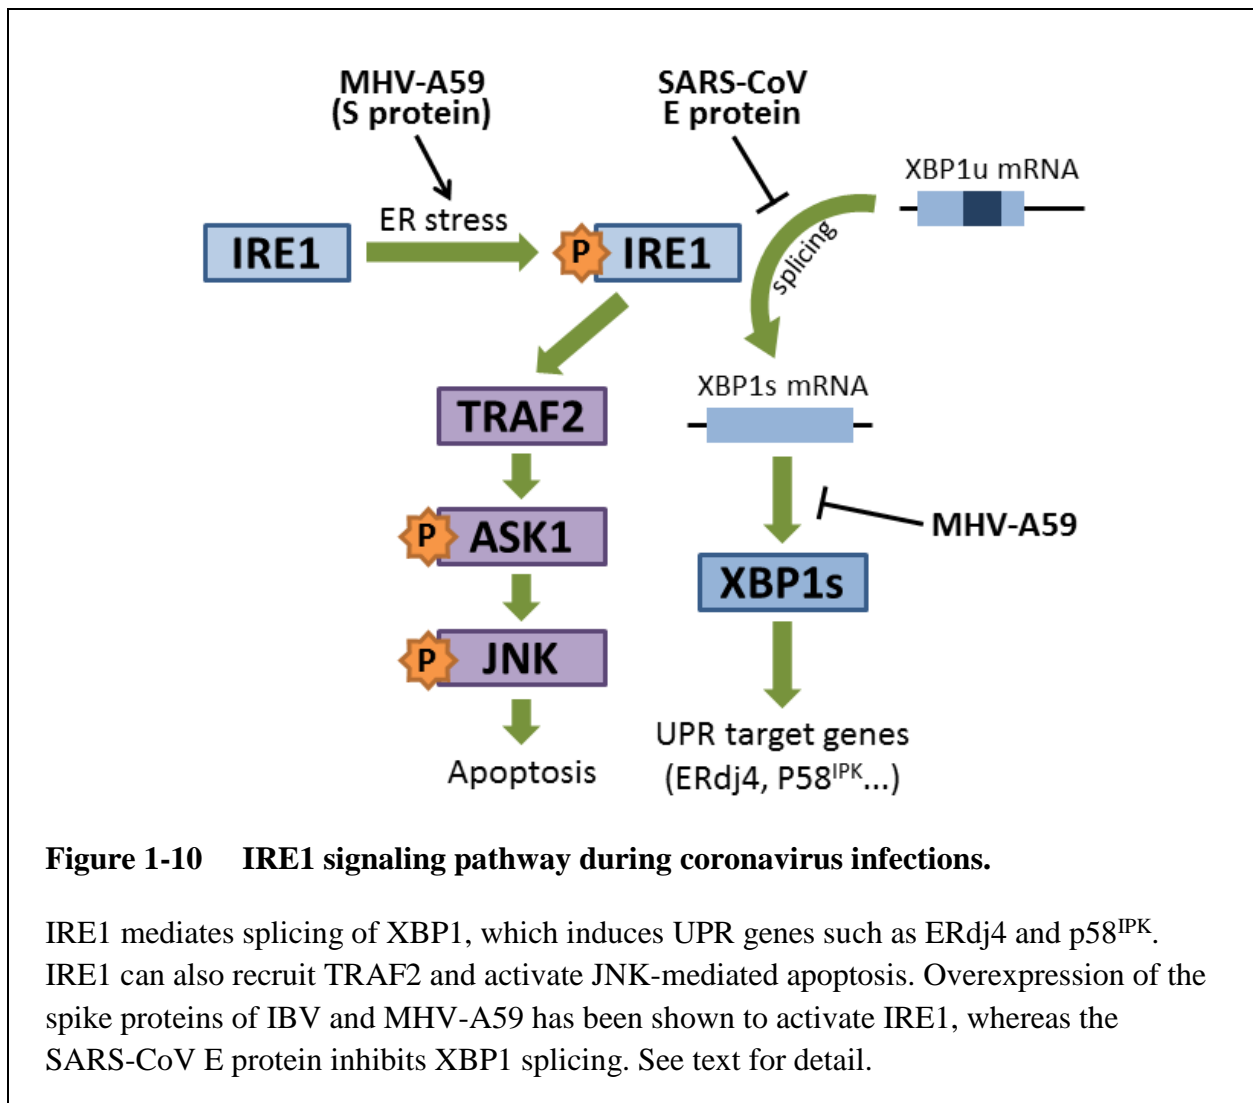 MHV-A59
(S protein)
SARS-CoV
E protein
XBP1u mRNA
ER stress
IRE1
P
IRE1
splicing
XBP1s mRNA
TRAF2
P
ASK1
MHV-A59
XBP1s
P
JNK
UPR target genes
(ERdj4, P58IPK...)
Apoptosis
Figure 1-10 IRE1 signaling pathway during coronavirus infections.
IRE1 mediates splicing of XBP1, which induces UPR genes such as ERdj4 and p58IPK.
IRE1 can also recruit TRAF2 and activate JNK-mediated apoptosis. Overexpression of the
spike proteins of IBV and MHV-A59 has been shown to activate IRE1, whereas the
SARS-CoV E protein inhibits XBP1 splicing. See text for detail.